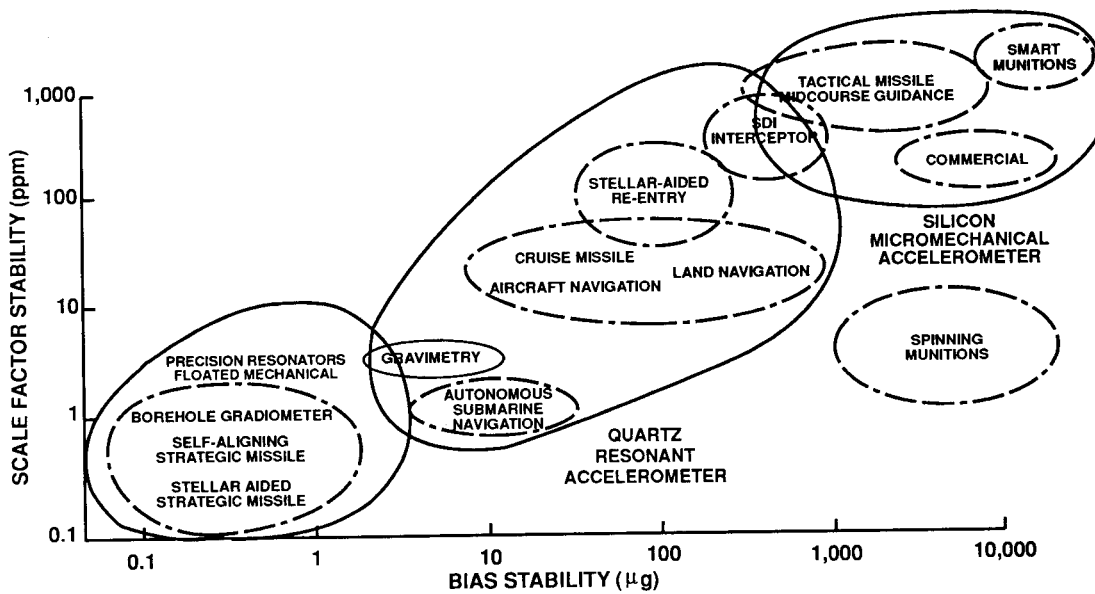 SCALE FACTOR STABILITY (ppm)
1,000
100
10
1
0.1
SMART
MUNITIONS
TACTICAL MISSILE
MIDCOURSE GUIDANCE
SDI
INTERCEPTOR
COMMERCIAL
STELLAR-AIDED
RE-ENTRY
SILICON
MICROMECHANICAL
ACCELEROMETER
CRUISE MISSILE
LAND NAVIGATION
AIRCRAFT NAVIGATION
SPINNING
MUNITIONS
PRECISION RESONATORS
FLOATED MECHANICAL
GRAVIMETRY
BOREHOLE GRADIOMETER
SELF-ALIGNING
STRATEGIC MISSILE
STELLAR AIDED
STRATEGIC MISSILE
AUTONOMOUS
SUBMARINE
NAVIGATION
QUARTZ
RESONANT
ACCELEROMETER
0.1
1
10
100
1,000
10,000
BIAS STABILITY (μg)